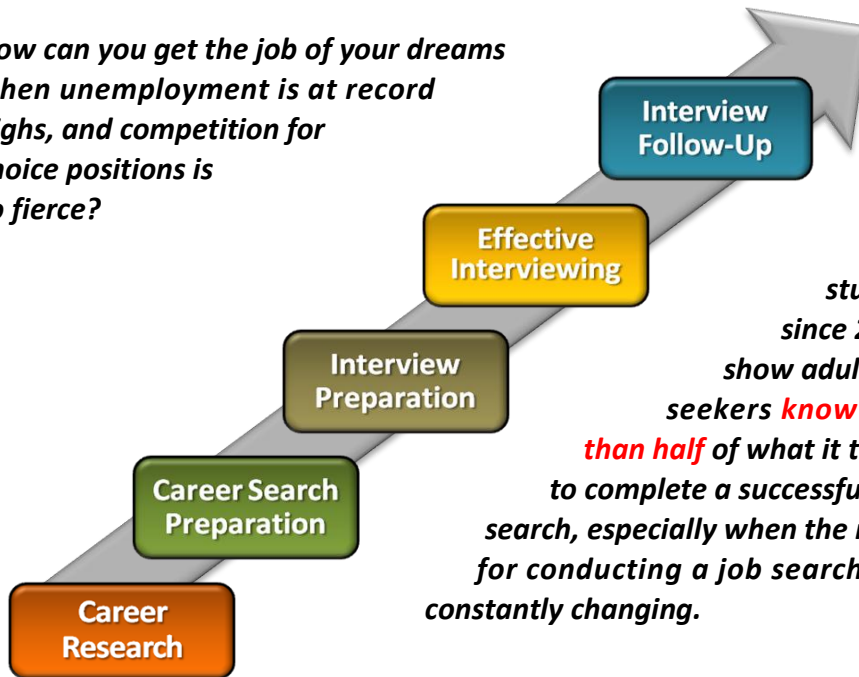 ow can you get the job of your dreams
hen unemployment is at record
ighs, and competition for
hoice positions is
o fierce?
Interview
Follow-Up
Effective
Interviewing
Interview
Preparation
Career Search
Preparation
Career
Research
stu
since 2
show adul
seekers know
than half of what it t
to complete a successfu
search, especially when the
for conducting a job search
constantly changing.